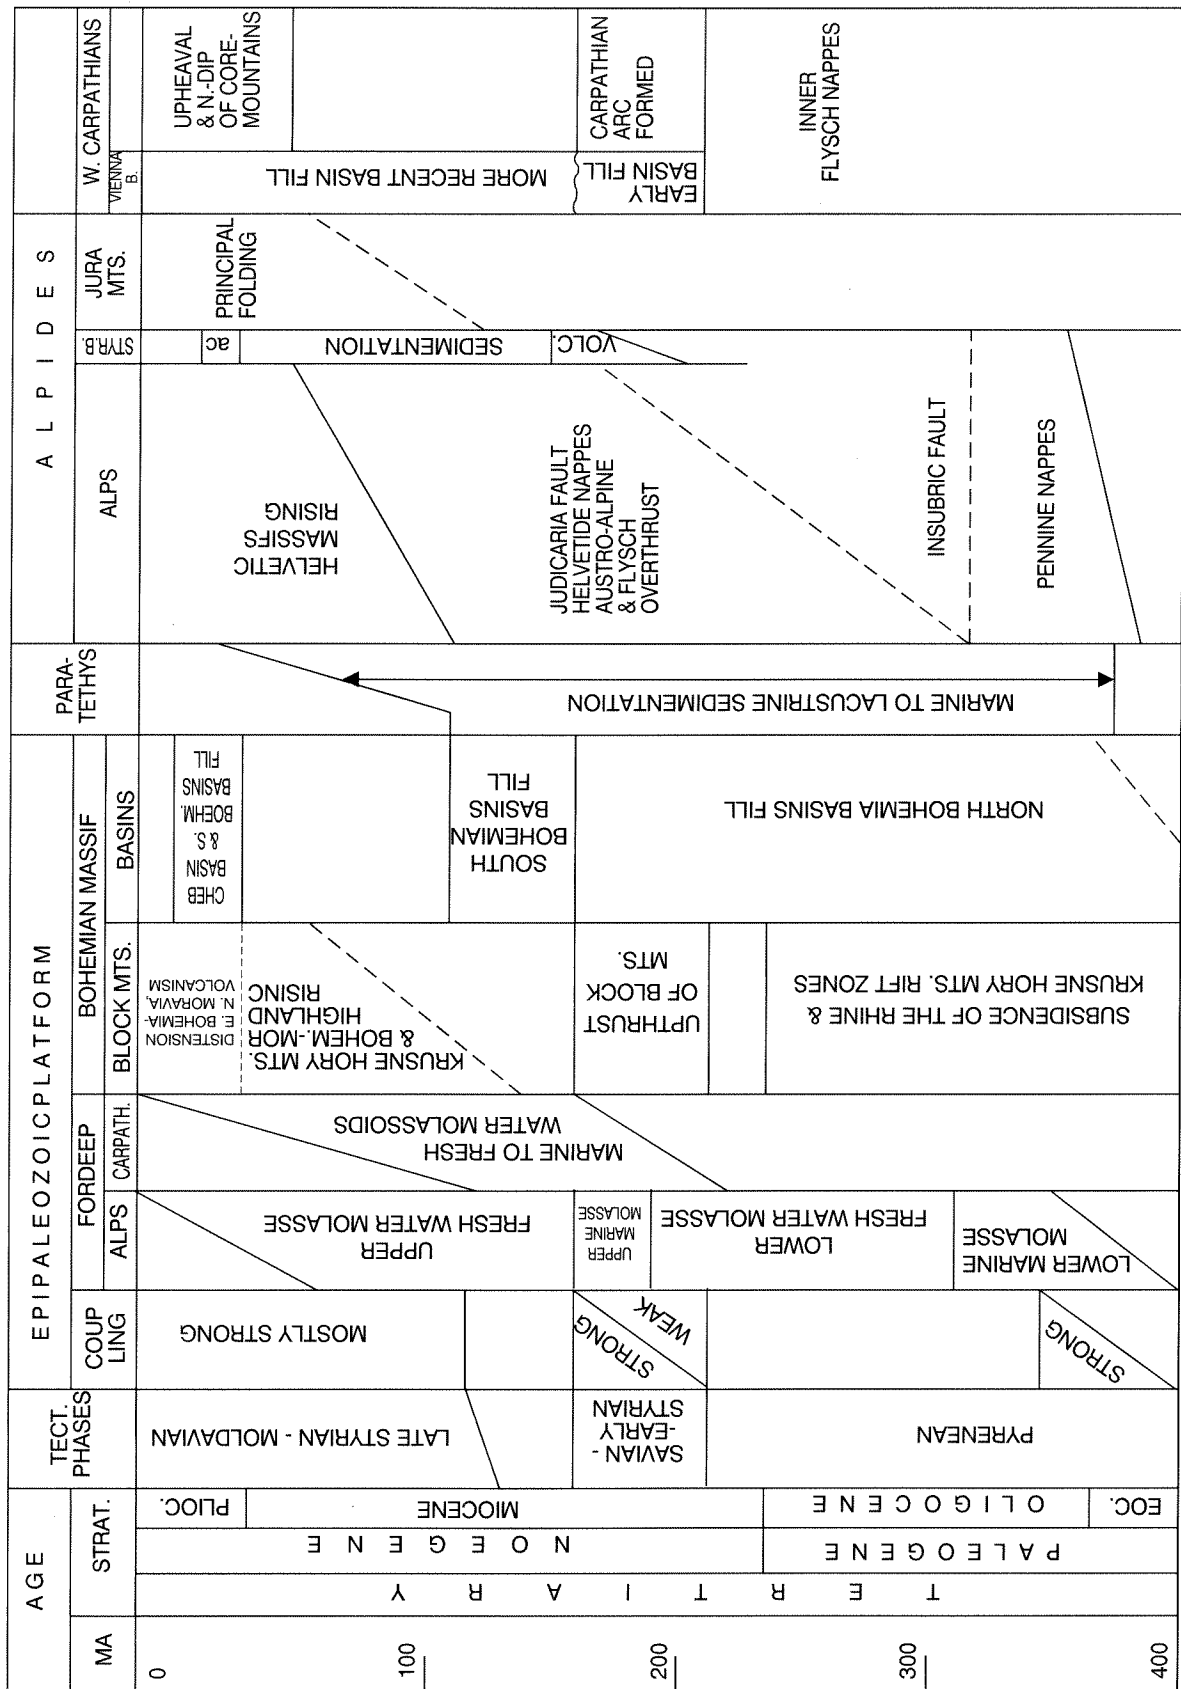 AGE
MA
STRAT.
TECT.
PHASES
EPIPALEOZOICPLATFORM
COUP
LING
FORDEEP
ALPS
CARPATH.
BOHEMIAN MASSIF
BLOCK MTS.
BASINS
PARA-
TETHYS
ALPIDES
ALPS
STYR.B.
JURA
MTS.
W. CARPATHIANS
VIENNA
B.
0
100
200
300
400
TERTIARY
NOEGENE
PALEOGENE
PLIOC.
MIOCENE
OLIGOCENE
EOC.
LATE STYRIAN - MOLDAVIAN
SAVIAN -
-EARLY
STYRIAN
PYRENEAN
MOSTLY STRONG
STRONG
WEAK
STRONG
UPPER
FRESH WATER MOLASSE
UPPER
MARINE
MOLASSE
LOWER
FRESH WATER MOLASSE
LOWER MARINE
MOLASSE
MARINE TO FRESH
WATER MOLASSOIDS
DISTENSION
E. BOHEMIA-
N. MORAVIA,
VOLCANISM
KRUSNE HORY MTS.
& BOHEM.-MOR
HIGHLAND
RISING
UPTHRUST
OF BLOCK
MTS.
SUBSIDENCE OF THE RHINE &
KRUSNE HORY MTS. RIFT ZONES
CHEB
BASIN
& S.
BOEHM.
BASINS
FILL
SOUTH
BOHEMIAN
BASINS
FILL
NORTH BOHEMIA BASINS FILL
MARINE TO LACUSTRINE SEDIMENTATION
HELVETIC
MASSIFS
RISING
JUDICARIA FAULT
HELVETIDE NAPPES
AUSTRO-ALPINE
& FLYSCH
OVERTHRUST
INSUBRIC FAULT
PENNINE NAPPES
ac
SEDIMENTATION
VOLC.
PRINCIPAL
FOLDING
MORE RECENT BASIN FILL
EARLY
BASIN FILL
UPHEAVAL
& N.-DIP
OF CORE-
MOUNTAINS
CARPATHIAN
ARC
FORMED
INNER
FLYSCH NAPPES